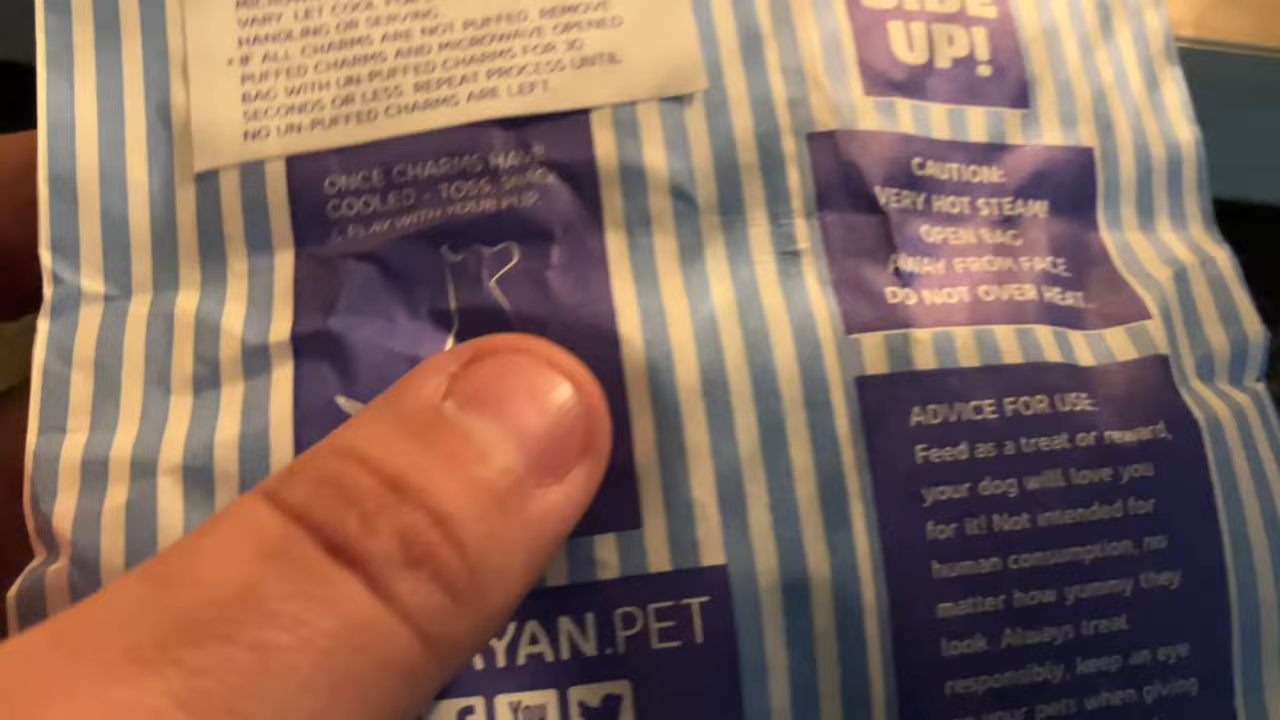 VARY. LET COOL
HANDLING OR SERVING.
• IF ALL CHARMS ARE NOT PUFFED, REMOVE
PUFFED CHARMS AND MICROWAVE OPENED
BAG WITH UN-PUFFED CHARMS FOR 30
SECONDS OR LESS. REPEAT PROCESS UNTIL
NO UN-PUFFED CHARMS ARE LEFT.
ONCE CHARMS HAVE
COOLED - TOSS, SNACK
& PLAY WITH YOUR PUP.
YAN.PET
You
SIDE
UP!
CAUTION:
VERY HOT STEAM!
OPEN BAG
AWAY FROM FACE
DO NOT OVER HEAT.
ADVICE FOR USE
Feed as a treat or reward,
your dog will love you
for it! Not intended for
human consumption, no
matter how yummy they
look. Always treat
responsibly, keep an eye
your pets when giving